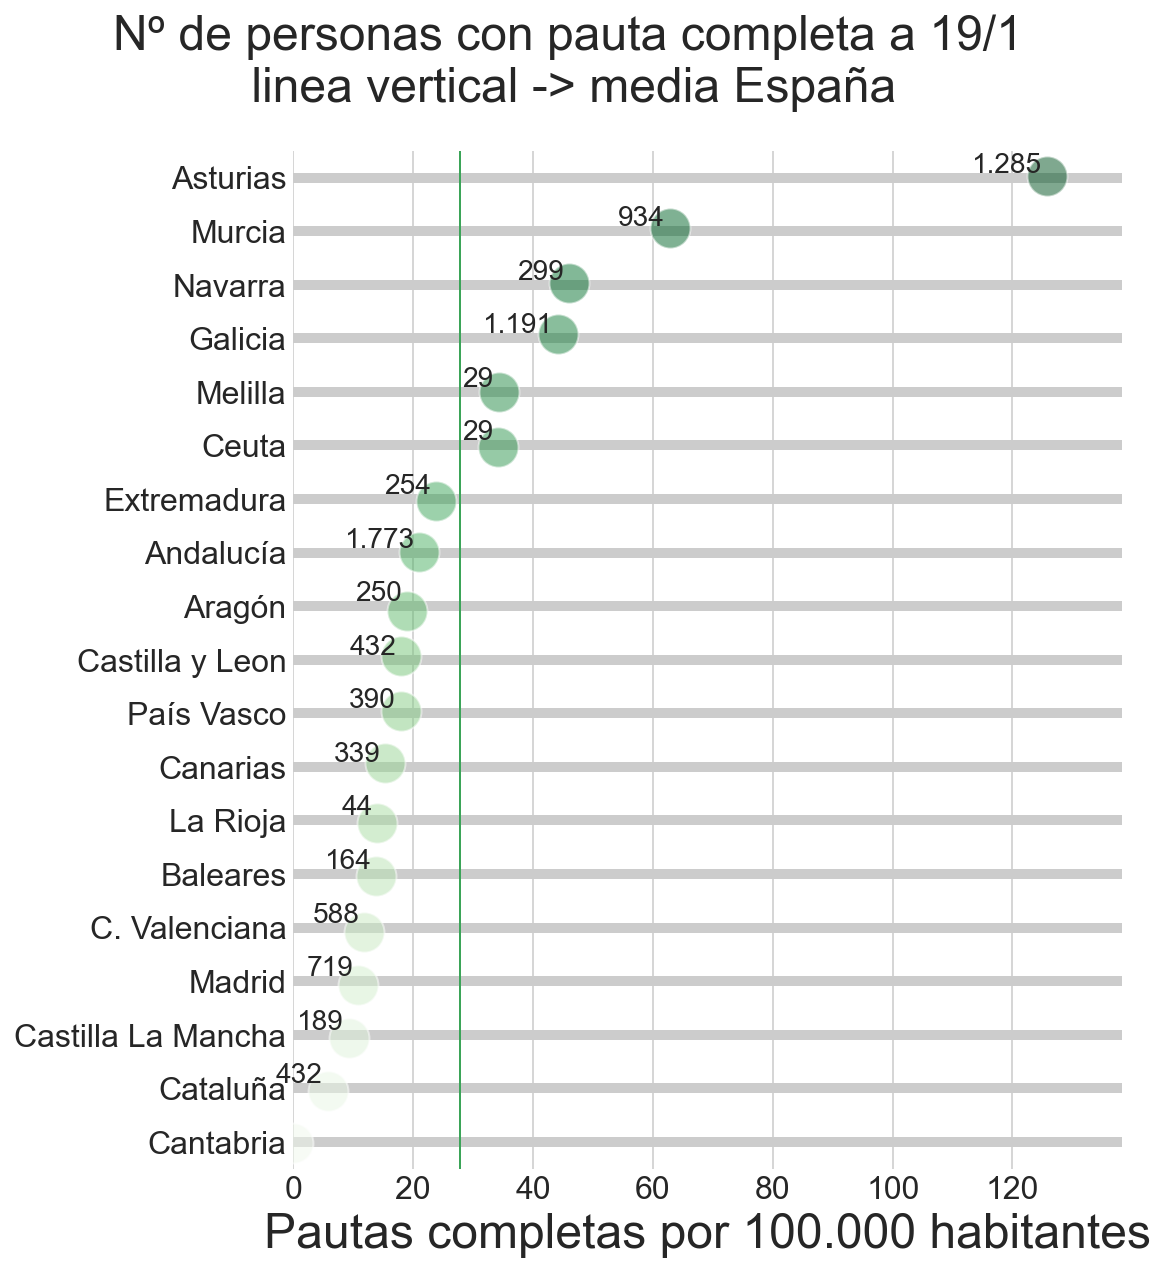 Nº de personas con pauta completa a 19/1
linea vertical -> media España
Asturias 1.285
Murcia 934
Navarra 299
Galicia 1.191
Melilla 29
Ceuta 29
Extremadura 254
Andalucía 1.773
Aragón 250
Castilla y Leon 432
País Vasco 390
Canarias 339
La Rioja 44
Baleares 164
C. Valenciana 588
Madrid 719
Castilla La Mancha 189
Cataluña 432
Cantabria
0 20 40 60 80 100 120
Pautas completas por 100.000 habitantes